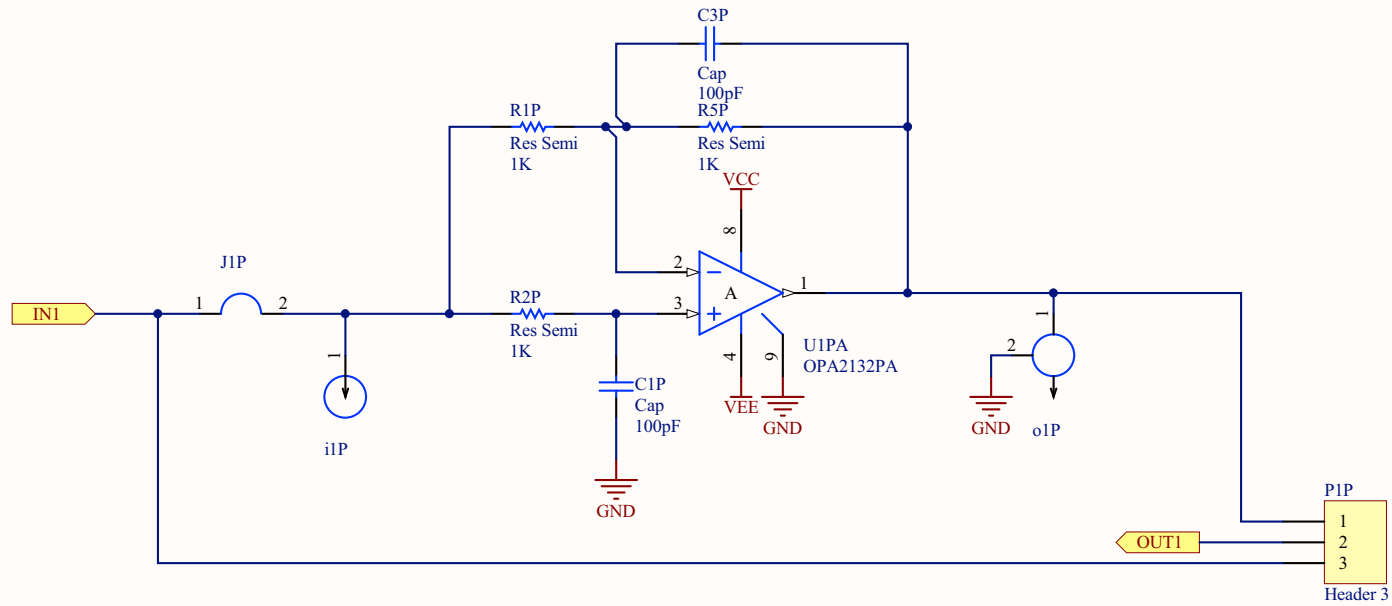 C3P
Cap
100pF
R1P
Res Semi
1K
R5P
Res Semi
1K
VCC
8
J1P
1
2
IN1
R2P
Res Semi
1K
2
3
A
1
4
9
VEE
GND
U1PA
OPA2132PA
C1P
Cap
100pF
GND
1
i1P
1
2
GND
o1P
P1P
1
OUT1
2
3
Header 3